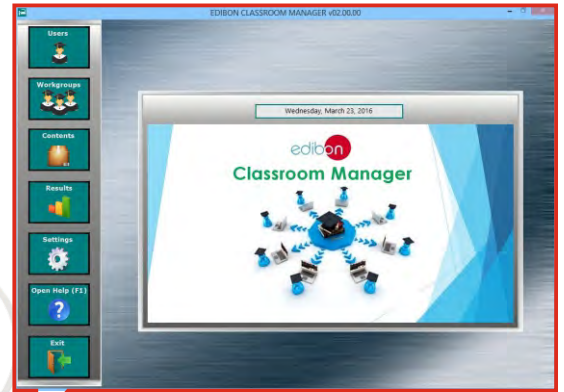 EDIBON CLASSROOM MANAGER v02.00.00
Users
Workgroups
Contents
Results
Settings
Open Help (F1)
?
Exit
Wednesday, March 23, 2016
edibon
Classroom Manager